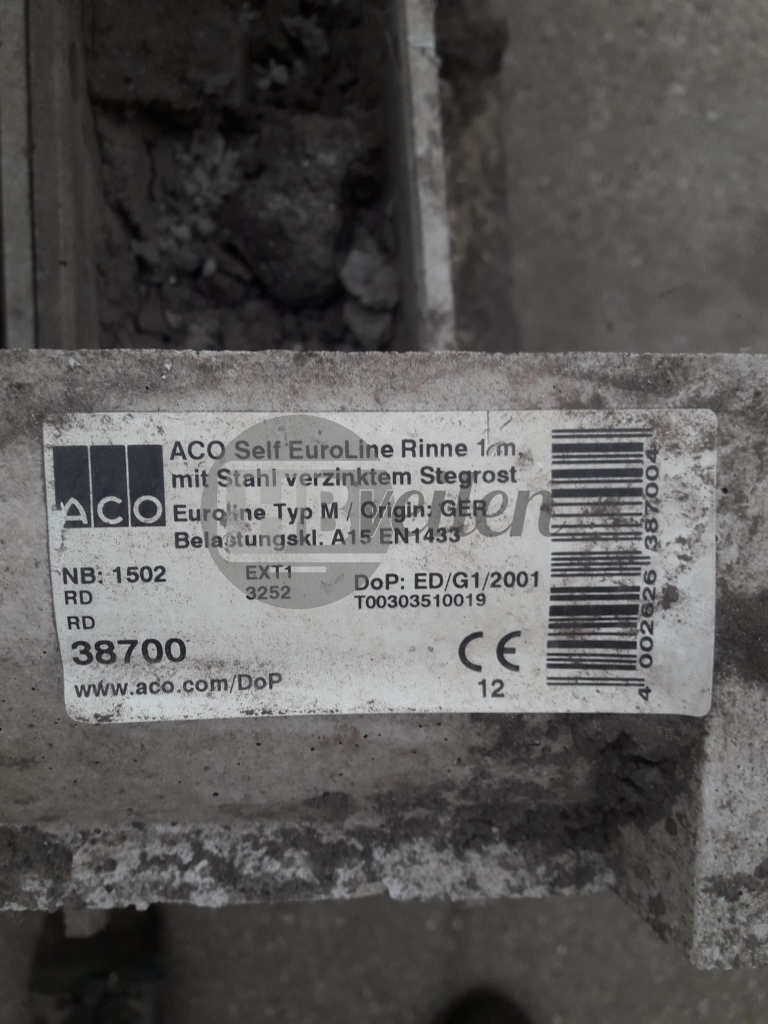 ACO
ACO Self EuroLine Rinne 1 m,
mit Stahl verzinktem Stegrost
Euroline Typ M / Origin: GER
Belastungskl. A15 EN1433
NB: 1502
EXT1
DoP: ED/G1/2001
RD
3252
T00303510019
RD
38700
CE
www.aco.com/DoP
12
4 002626 387004
veilen